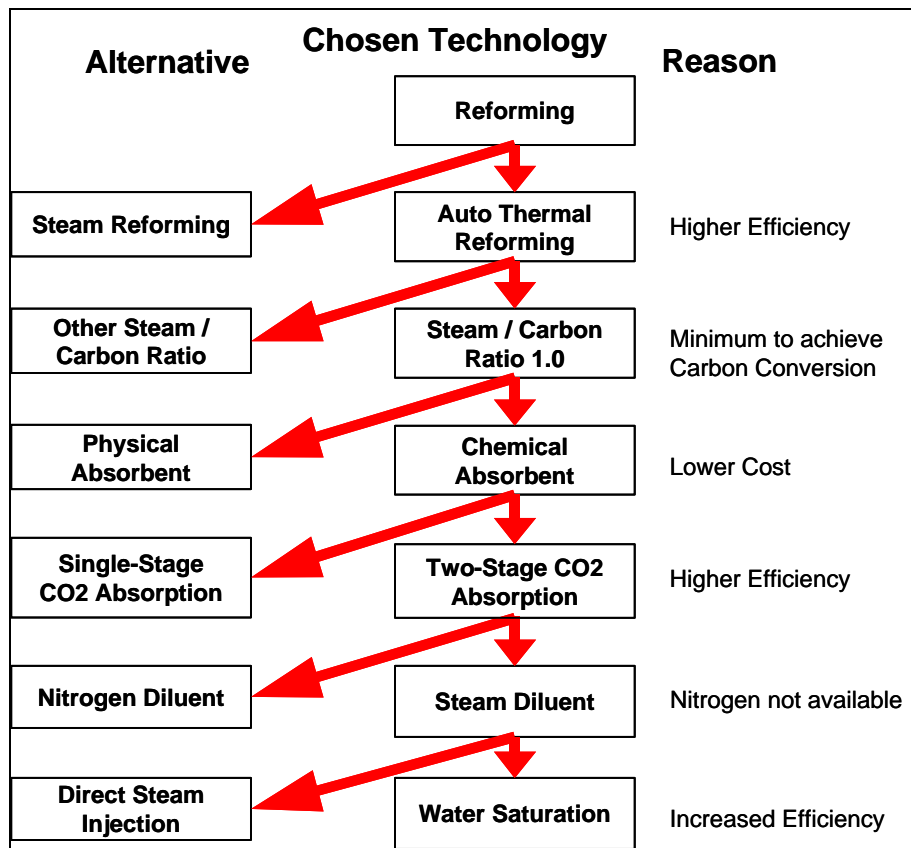 Alternative
Chosen Technology
Reason
Reforming
Steam Reforming
Auto Thermal
Reforming
Higher Efficiency
Other Steam /
Carbon Ratio
Steam / Carbon
Ratio 1.0
Minimum to achieve
Carbon Conversion
Physical
Absorbent
Chemical
Absorbent
Lower Cost
Single-Stage
CO2 Absorption
Two-Stage CO2
Absorption
Higher Efficiency
Nitrogen Diluent
Steam Diluent
Nitrogen not available
Direct Steam
Injection
Water Saturation
Increased Efficiency